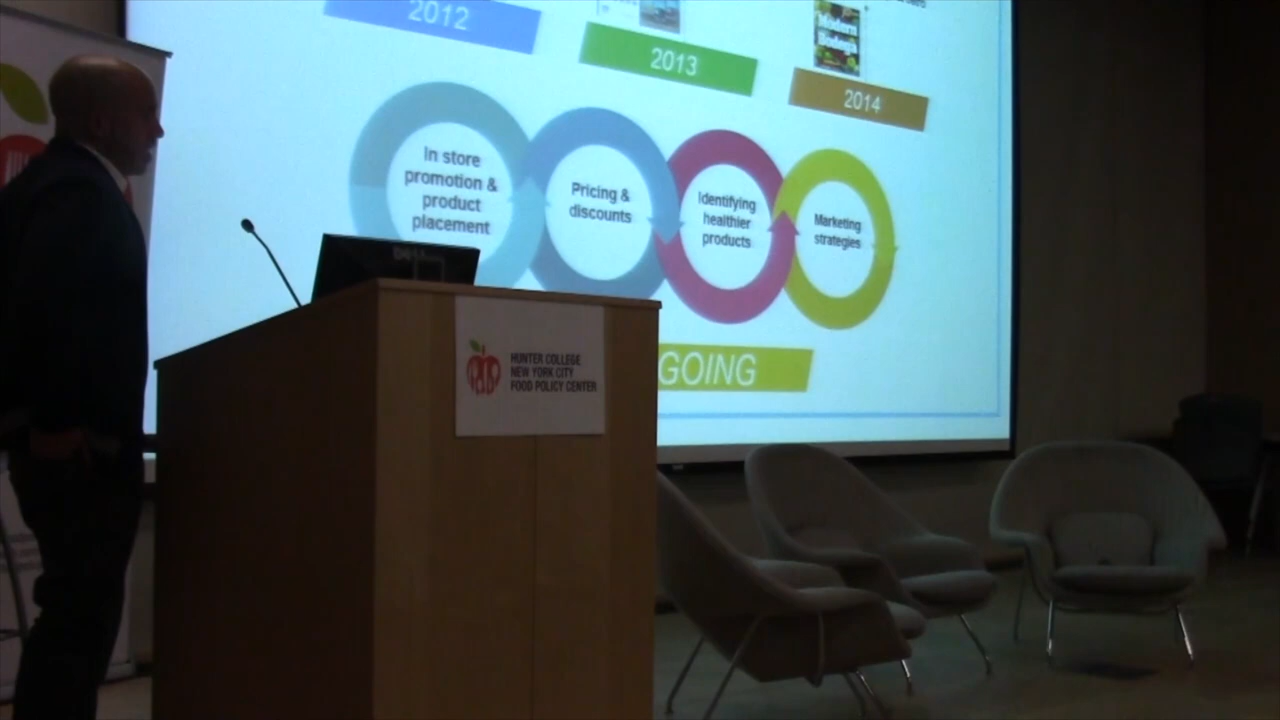 2012
2013
2014
In store
promotion &
product
placement
Pricing &
discounts
Identifying
healthier
products
Marketing
strategies
GOING
HUNTER COLLEGE
NEW YORK CITY
FOOD POLICY CENTER